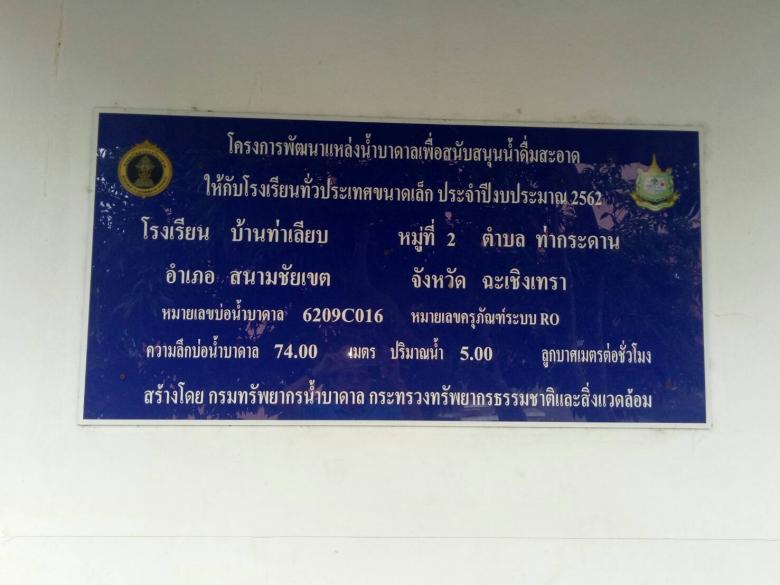 โครงการพัฒนาแหล่งน้ำบาดาลเพื่อสนับสนุนน้ำดื่มสะอาด
ให้กับโรงเรียนทั่วประเทศขนาดเล็ก ประจำปีงบประมาณ 2562
โรงเรียน บ้านท่าเลียบ หมู่ที่ 2 ตำบล ท่ากระดาน
อำเภอ สนามชัยเขต จังหวัด ฉะเชิงเทรา
หมายเลขบ่อน้ำบาดาล 6209C016 หมายเลขครุภัณฑ์ระบบ RO
ความลึกบ่อน้ำบาดาล 74.00 เมตร ปริมาณน้ำ 5.00 ลูกบาศเมตรต่อชั่วโมง
สร้างโดย กรมทรัพยากรน้ำบาดาล กระทรวงทรัพยากรธรรมชาติและสิ่งแวดล้อม